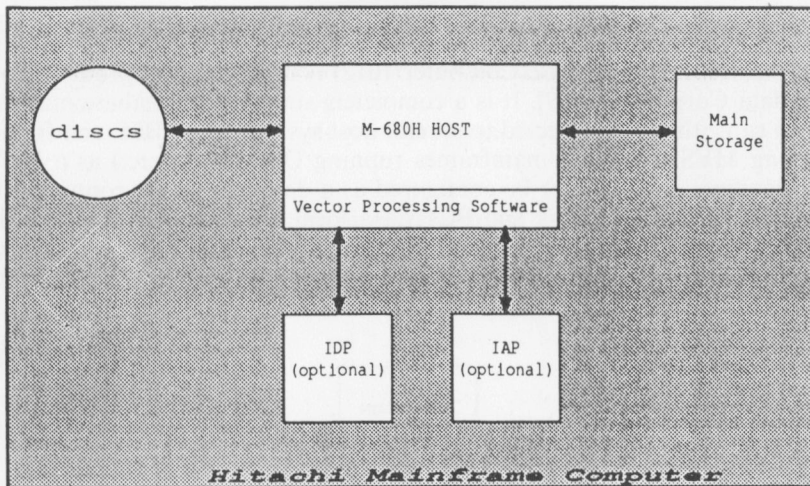 discs
M-680H HOST
Main
Storage
Vector Processing Software
IDP
(optional)
IAP
(optional)
Hitachi Mainframe Computer